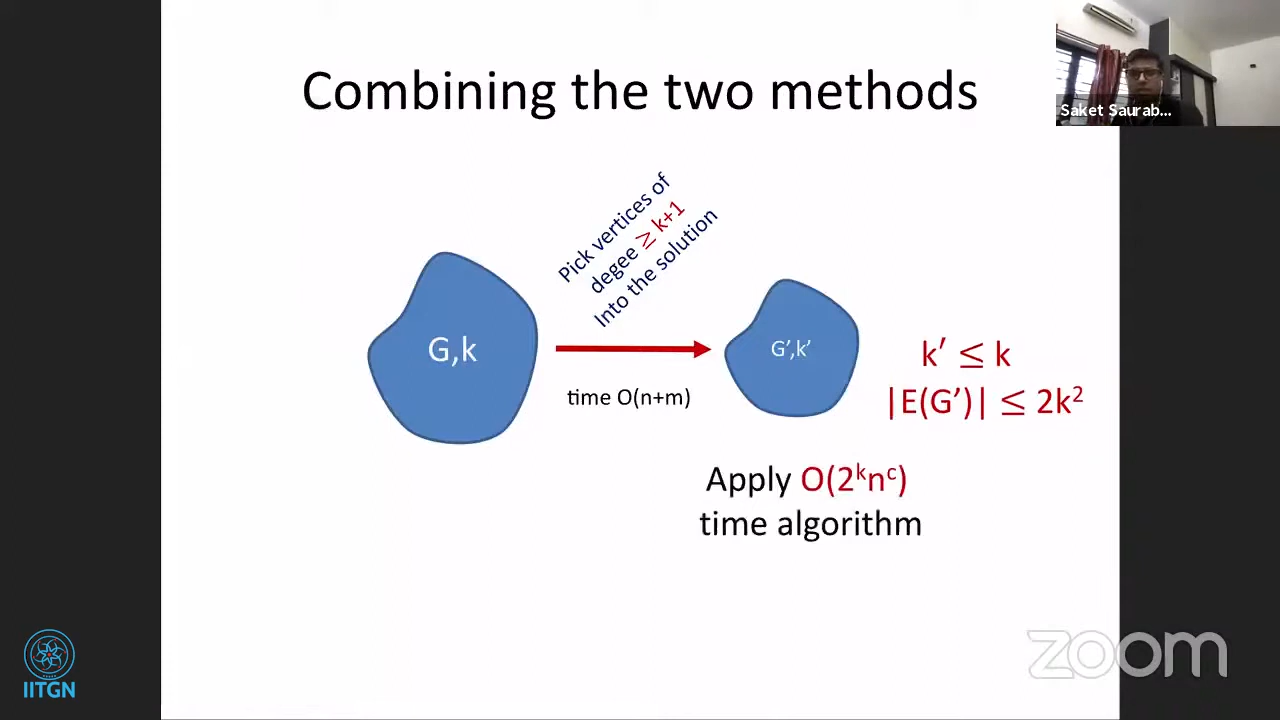 Combining the two methods
Saket Saurab...
Pick vertices of
degee ≥ k+1
Into the solution
G,k
G’,k’
time O(n+m)
k′ ≤ k
|E(G’)| ≤ 2k²
Apply O(2ᵏnᶜ)
time algorithm
IITGN
zoom